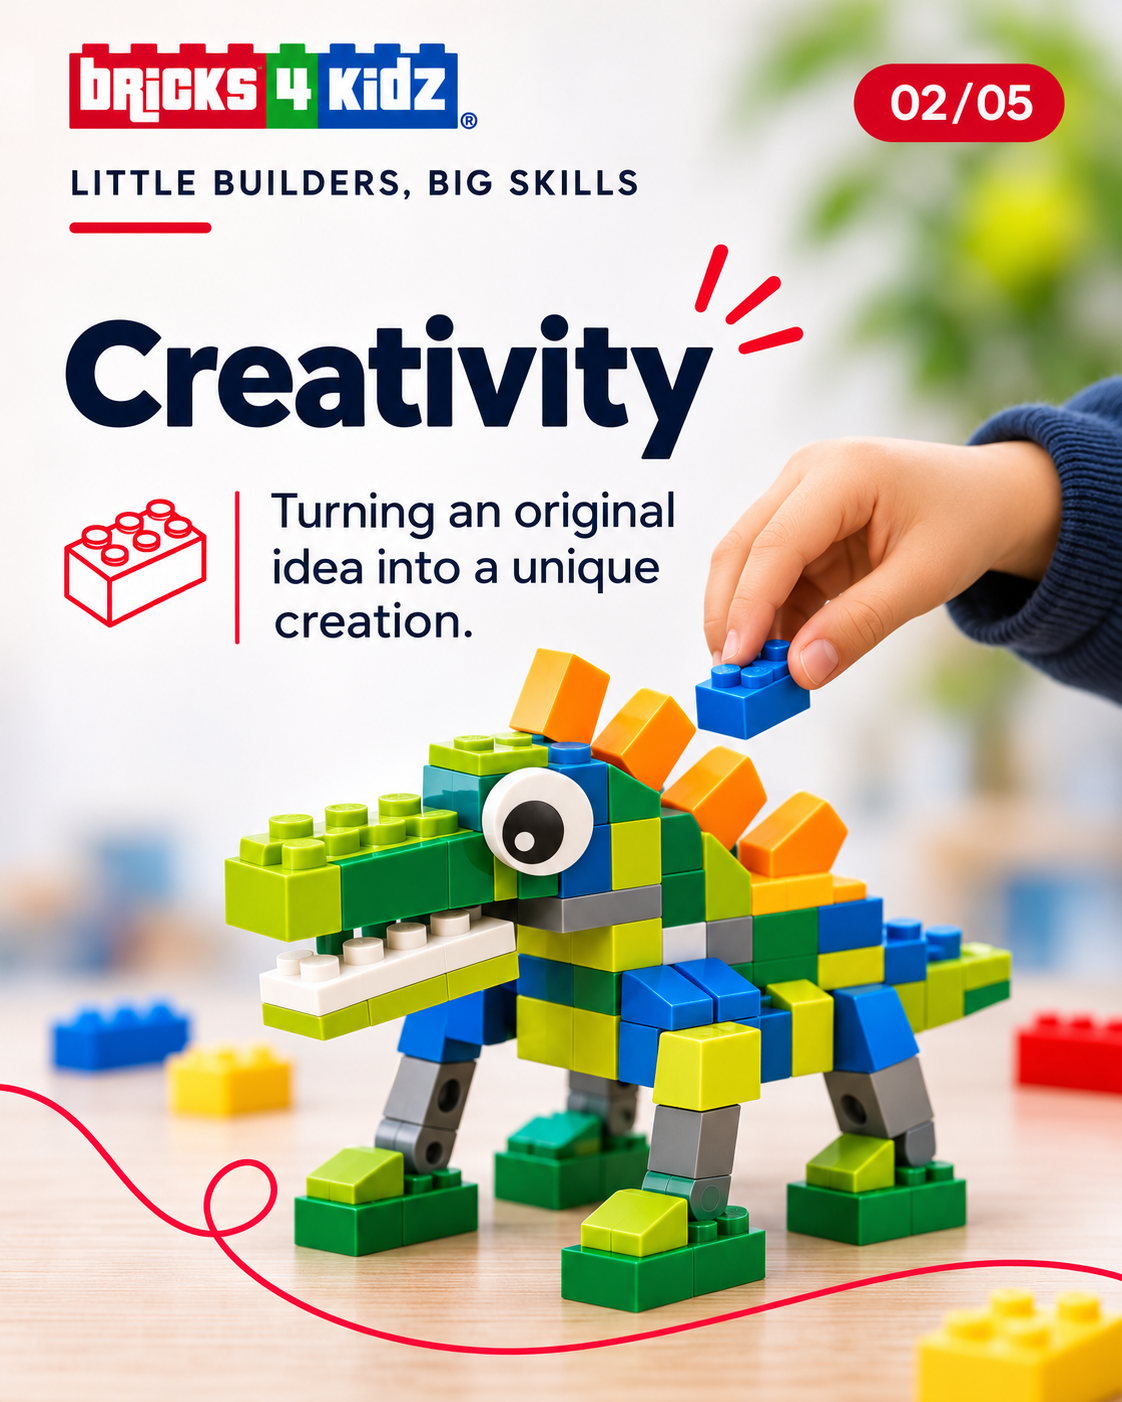 bricks 4 kidz®
02/05
LITTLE BUILDERS, BIG SKILLS
Creativity
Turning an original
idea into a unique
creation.